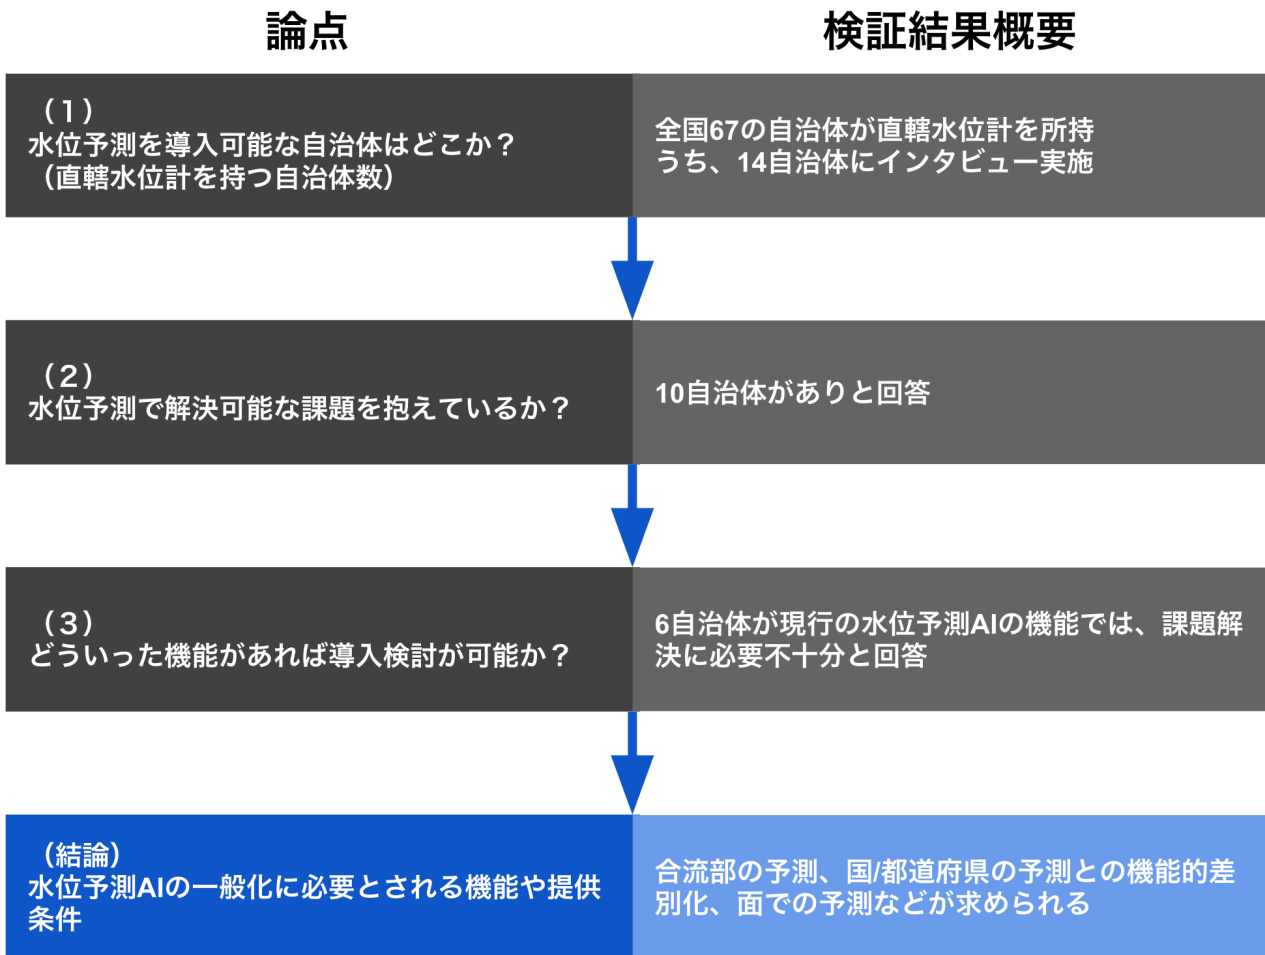 論点
検証結果概要
（1）
水位予測を導入可能な自治体はどこか？
（直轄水位計を持つ自治体数）
全国67の自治体が直轄水位計を所持
うち、14自治体にインタビュー実施
（2）
水位予測で解決可能な課題を抱えているか？
10自治体がありと回答
（3）
どういった機能があれば導入検討が可能か？
6自治体が現行の水位予測AIの機能では、課題解
決に必要不十分と回答
（結論）
水位予測AIの一般化に必要とされる機能や提供
条件
合流部の予測、国/都道府県の予測との機能的差
別化、面での予測などが求められる